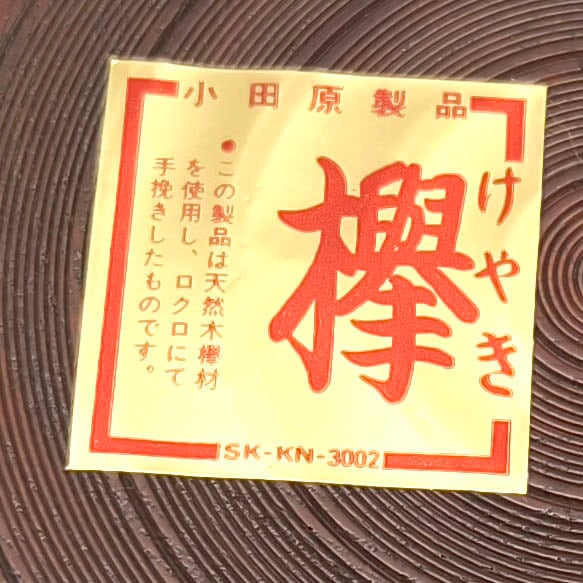 小田原製品
けやき
欅
●この製品は天然木欅材
を使用し、ロクロにて
手挽きしたものです。
SK-KN-3002